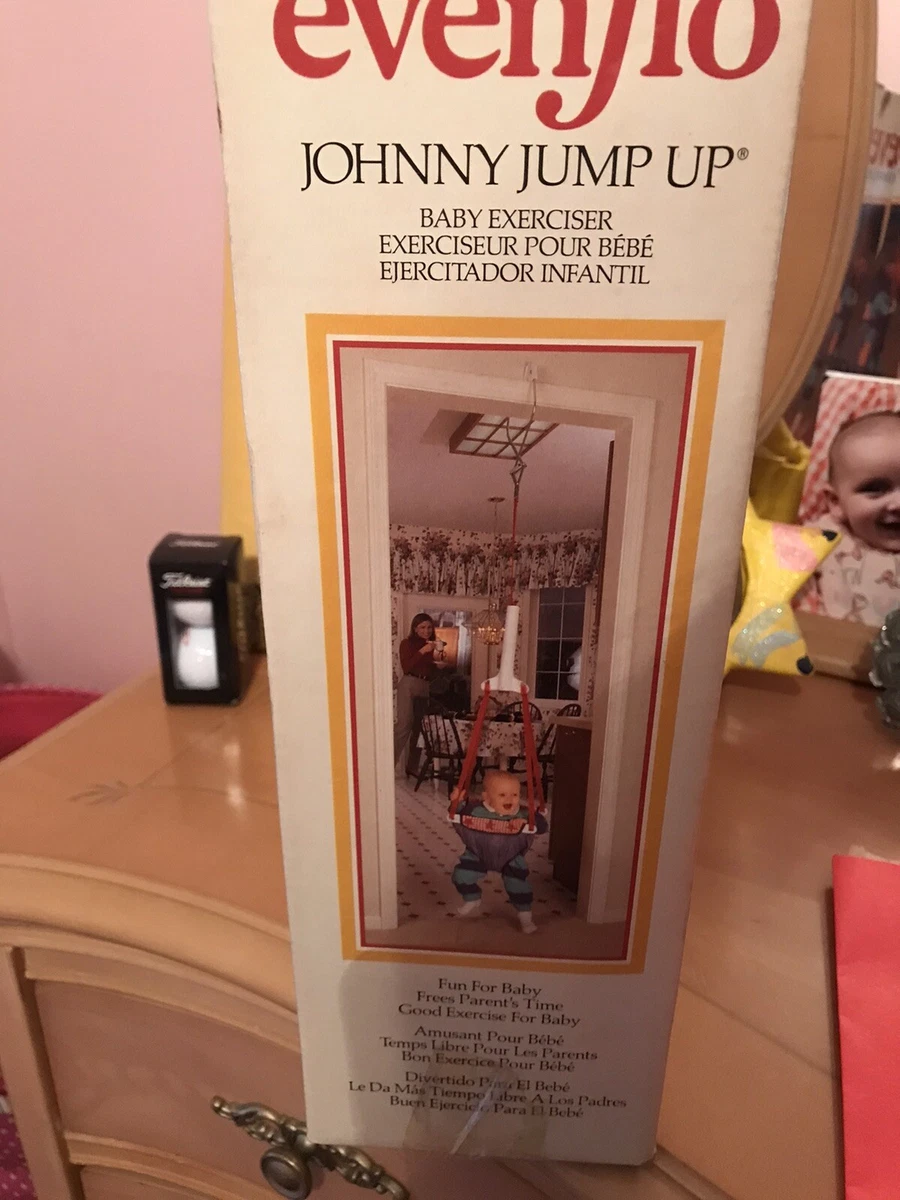 evenflo
JOHNNY JUMP UP®
BABY EXERCISER
EXERCISEUR POUR BÉBÉ
EJERCITADOR INFANTIL
Titleist
Fun For Baby
Frees Parent's Time
Good Exercise For Baby
Amusant Pour Bébé
Temps Libre Pour Les Parents
Bon Exercice Pour Bébé
Divertido Para El Bebé
Le Da Más Tiempo Libre A Los Padres
Buen Ejercicio Para El Bebé